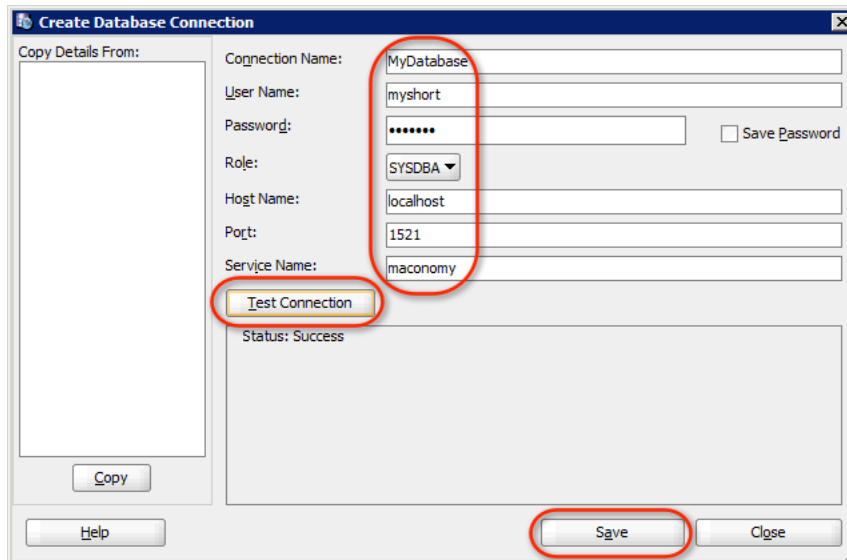 Create Database Connection
Copy Details From:
Connection Name: MyDatabase
User Name: myshort
Password: ••••••• Save Password
Role: SYSDBA
Host Name: localhost
Port: 1521
Service Name: maconomy
Test Connection
Status: Success
Copy
Help Save Close